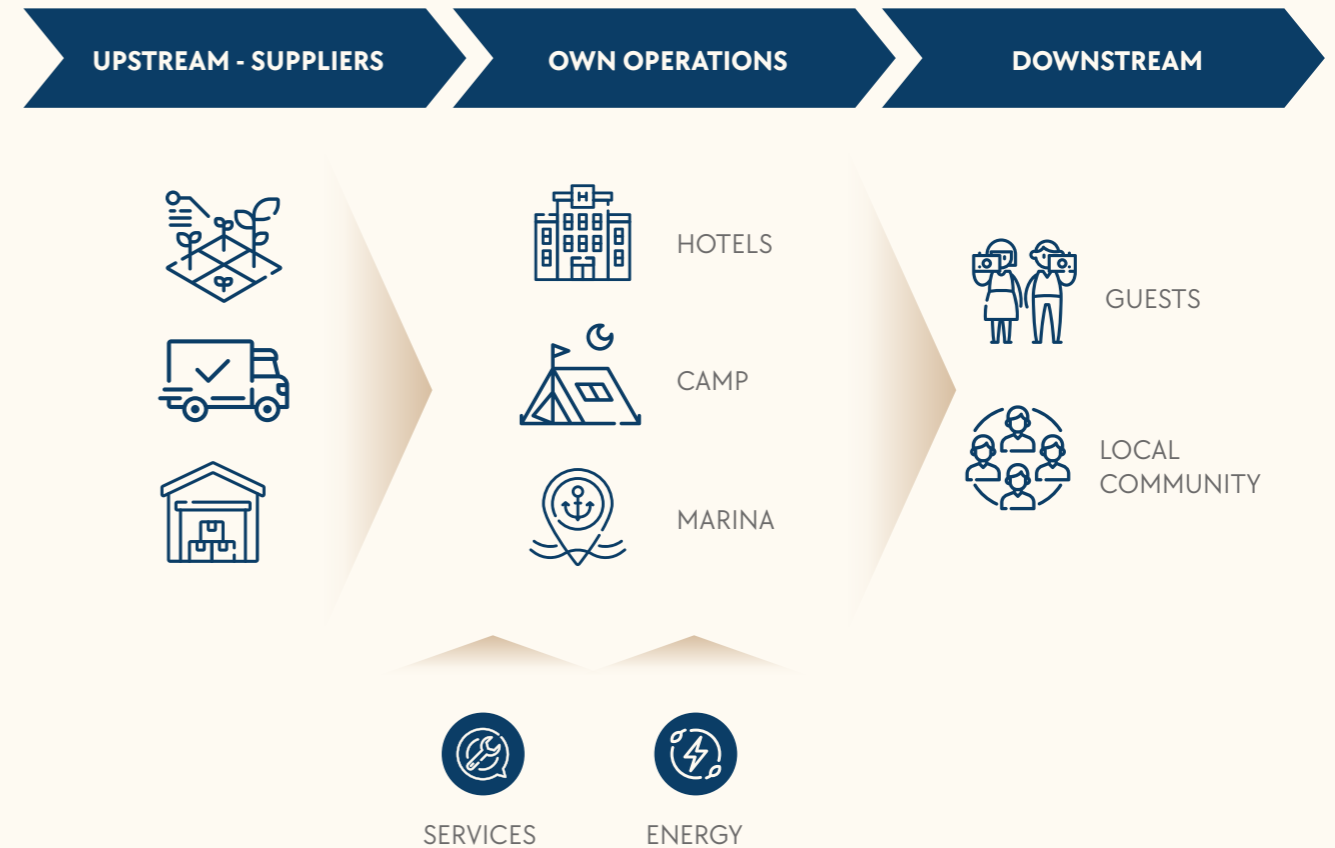 UPSTREAM - SUPPLIERS
OWN OPERATIONS
DOWNSTREAM
H
HOTELS
CAMP
MARINA
GUESTS
LOCAL
COMMUNITY
SERVICES
ENERGY